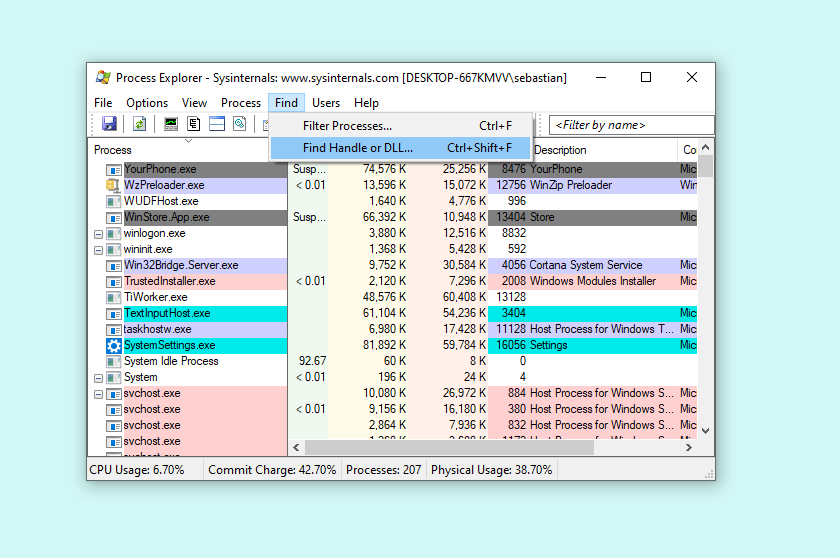 Process Explorer - Sysinternals: www.sysinternals.com [DESKTOP-667KMVV\sebastian]
File Options View Process Find Users Help
Filter Processes... Ctrl+F
<Filter by name>
Find Handle or DLL... Ctrl+Shift+F
Process Description Co
YourPhone.exe Susp... 74,576 K 25,256 K 8476 YourPhone Mic
WzPreloader.exe < 0.01 13,596 K 15,072 K 12756 WinZip Preloader Win
WUDFHost.exe 1,640 K 4,776 K 996
WinStore.App.exe Susp... 66,392 K 10,948 K 13404 Store Mic
winlogon.exe 3,880 K 12,516 K 8832
wininit.exe 1,368 K 5,428 K 592
Win32Bridge.Server.exe 9,752 K 30,584 K 4056 Cortana System Service Mic
TrustedInstaller.exe < 0.01 2,120 K 7,296 K 2008 Windows Modules Installer Mic
TiWorker.exe 48,576 K 60,408 K 13128
TextInputHost.exe 61,104 K 54,236 K 3404 Mic
taskhostw.exe 6,980 K 17,428 K 11128 Host Process for Windows T... Mic
SystemSettings.exe 81,892 K 59,784 K 16056 Settings Mic
System Idle Process 92.67 60 K 8 K 0
System < 0.01 196 K 24 K 4
svchost.exe 10,080 K 26,972 K 884 Host Process for Windows S... Mic
svchost.exe < 0.01 9,156 K 16,180 K 380 Host Process for Windows S... Mic
svchost.exe 2,864 K 7,936 K 832 Host Process for Windows S... Mic
svchost.exe
CPU Usage: 6.70% Commit Charge: 42.70% Processes: 207 Physical Usage: 38.70%